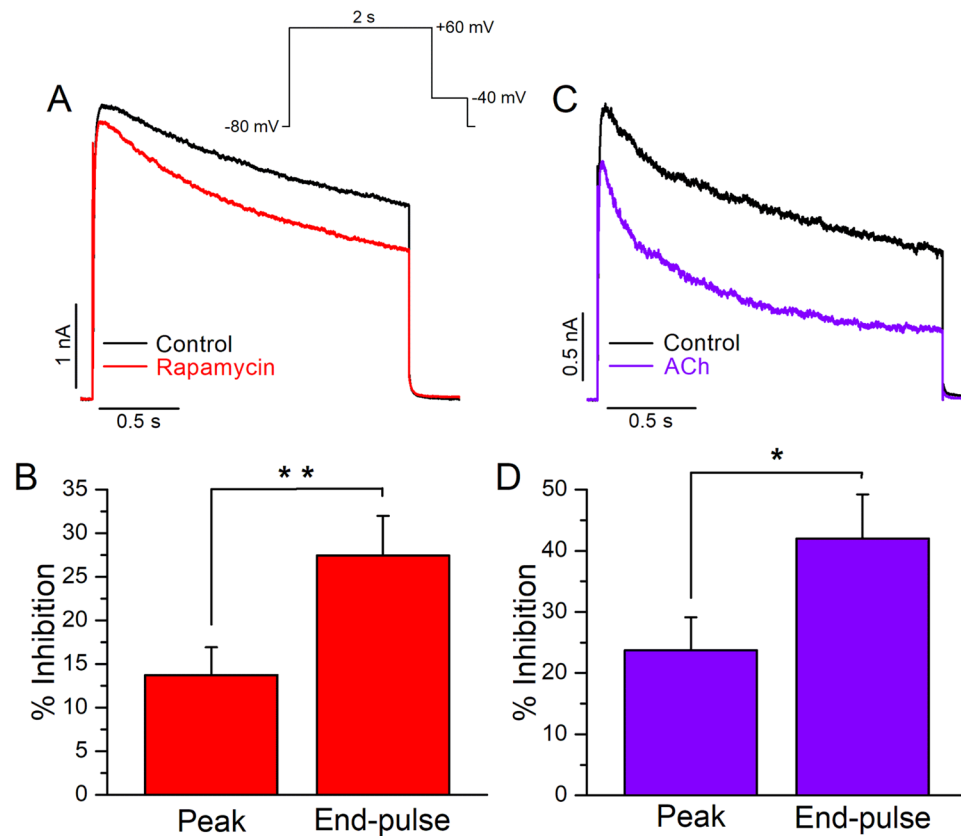 2 s
+60 mV
-40 mV
-80 mV
A
Control
Rapamycin
1 nA
0.5 s
C
Control
ACh
0.5 nA
0.5 s
B
* *
% Inhibition
35
30
25
20
15
10
5
0
Peak
End-pulse
D
*
% Inhibition
50
40
30
20
10
0
Peak
End-pulse